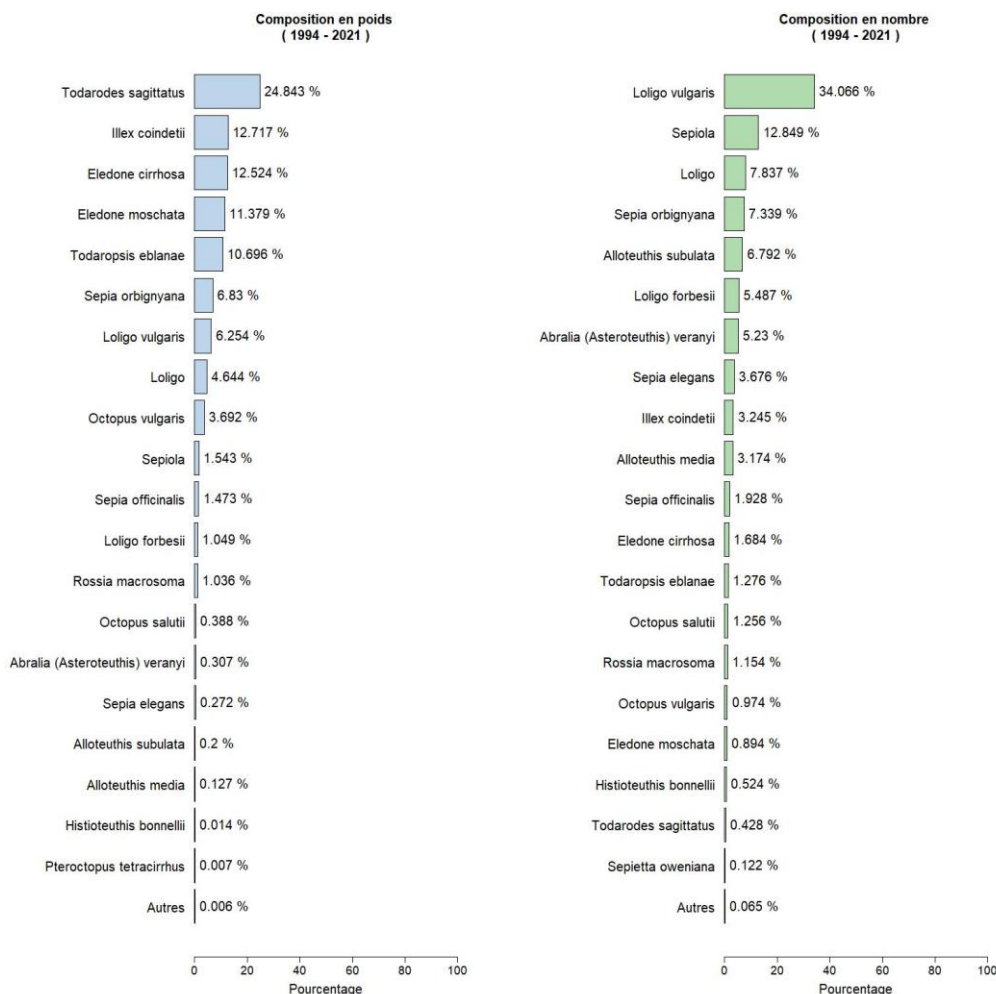 Composition en poids
( 1994 - 2021 )
Todarodes sagittatus 24.843 %
Illex coindetii 12.717 %
Eledone cirrhosa 12.524 %
Eledone moschata 11.379 %
Todaropsis eblanae 10.696 %
Sepia orbignyana 6.83 %
Loligo vulgaris 6.254 %
Loligo 4.644 %
Octopus vulgaris 3.692 %
Sepiola 1.543 %
Sepia officinalis 1.473 %
Loligo forbesii 1.049 %
Rossia macrosoma 1.036 %
Octopus salutii 0.388 %
Abralia (Asteroteuthis) veranyi 0.307 %
Sepia elegans 0.272 %
Alloteuthis subulata 0.2 %
Alloteuthis media 0.127 %
Histioteuthis bonnellii 0.014 %
Pteroctopus tetracirrhus 0.007 %
Autres 0.006 %
0 20 40 60 80 100
Pourcentage
Composition en nombre
( 1994 - 2021 )
Loligo vulgaris 34.066 %
Sepiola 12.849 %
Loligo 7.837 %
Sepia orbignyana 7.339 %
Alloteuthis subulata 6.792 %
Loligo forbesii 5.487 %
Abralia (Asteroteuthis) veranyi 5.23 %
Sepia elegans 3.676 %
Illex coindetii 3.245 %
Alloteuthis media 3.174 %
Sepia officinalis 1.928 %
Eledone cirrhosa 1.684 %
Todaropsis eblanae 1.276 %
Octopus salutii 1.256 %
Rossia macrosoma 1.154 %
Octopus vulgaris 0.974 %
Eledone moschata 0.894 %
Histioteuthis bonnellii 0.524 %
Todarodes sagittatus 0.428 %
Sepietta oweniana 0.122 %
Autres 0.065 %
0 20 40 60 80 100
Pourcentage